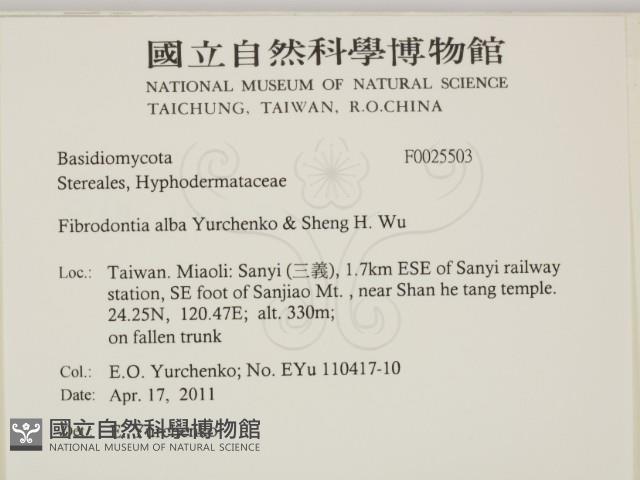 國立自然科學博物館
NATIONAL MUSEUM OF NATURAL SCIENCE
TAICHUNG, TAIWAN, R.O.CHINA
Basidiomycota F0025503
Stereales, Hyphodermataceae
Fibrodontia alba Yurchenko & Sheng H. Wu
Loc.: Taiwan. Miaoli: Sanyi (三義), 1.7km ESE of Sanyi railway
station, SE foot of Sanjiao Mt. , near Shan he tang temple.
24.25N, 120.47E; alt. 330m;
on fallen trunk
Col.: E.O. Yurchenko; No. EYu 110417-10
Date: Apr. 17, 2011
國立自然科學博物館
NATIONAL MUSEUM OF NATURAL SCIENCE